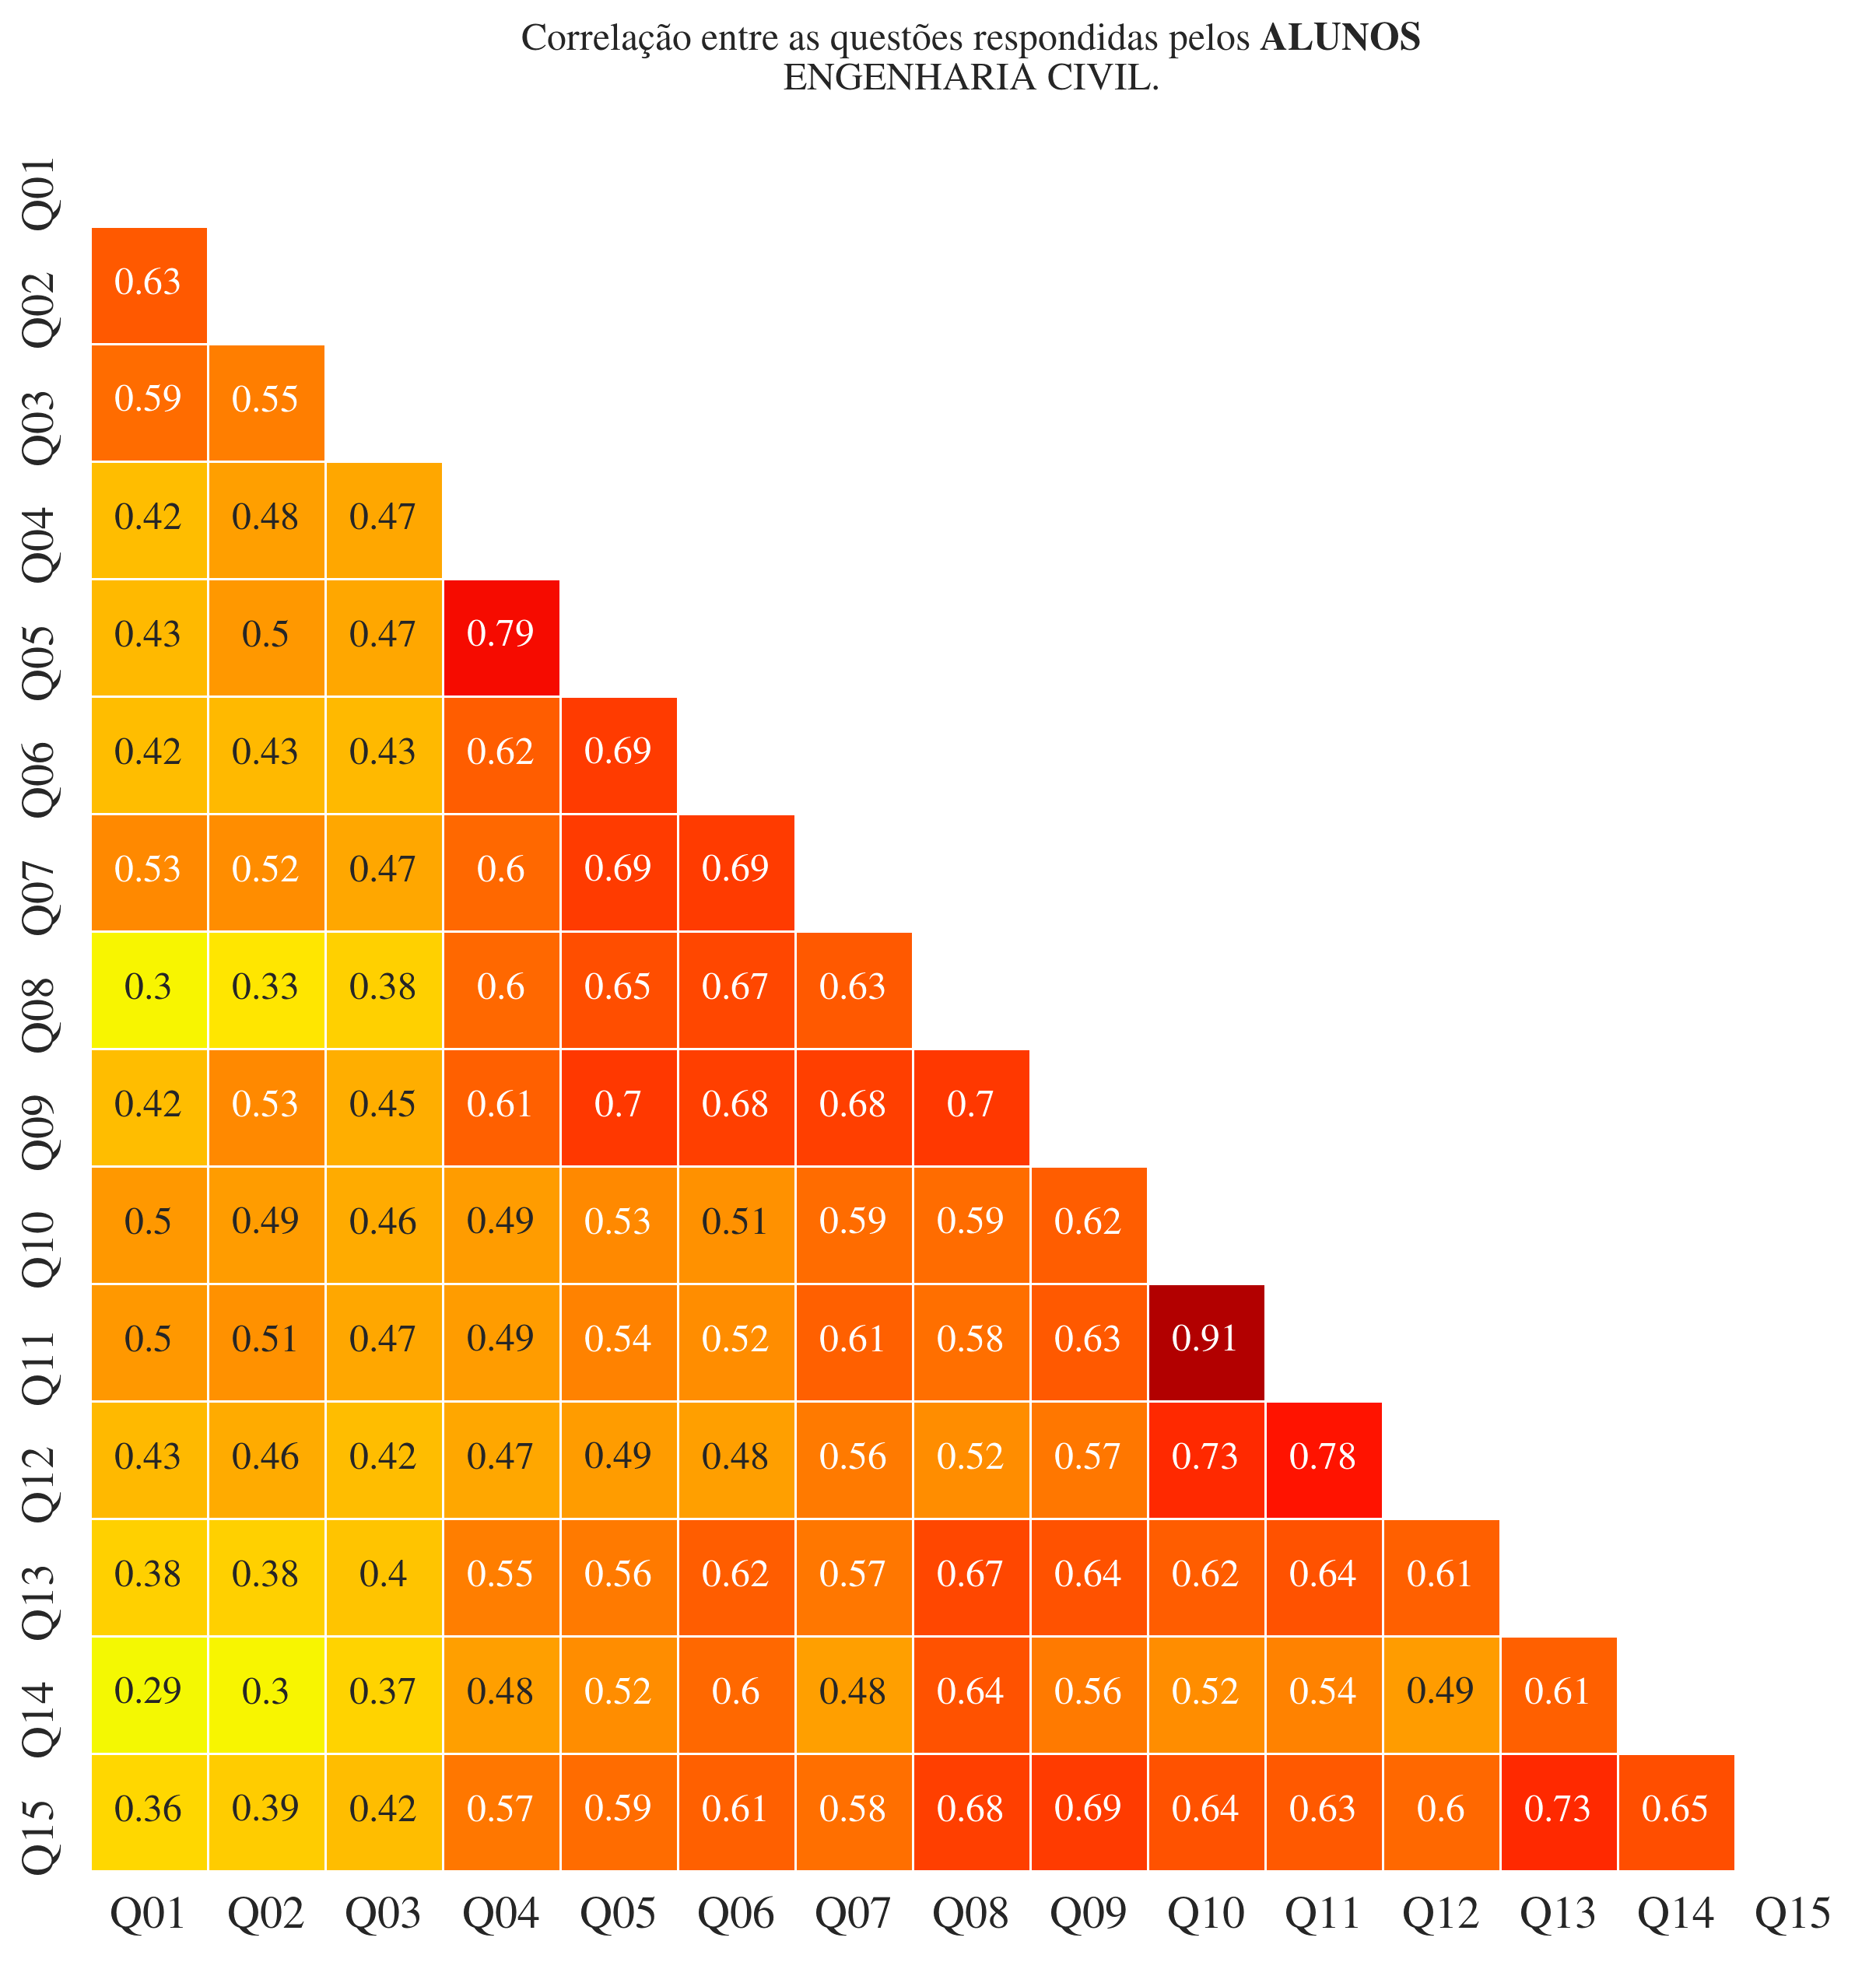 Correlação entre as questões respondidas pelos ALUNOS
ENGENHARIA CIVIL.
Q01
Q02 0.63
Q03 0.59 0.55
Q04 0.42 0.48 0.47
Q05 0.43 0.5 0.47 0.79
Q06 0.42 0.43 0.43 0.62 0.69
Q07 0.53 0.52 0.47 0.6 0.69 0.69
Q08 0.3 0.33 0.38 0.6 0.65 0.67 0.63
Q09 0.42 0.53 0.45 0.61 0.7 0.68 0.68 0.7
Q10 0.5 0.49 0.46 0.49 0.53 0.51 0.59 0.59 0.62
Q11 0.5 0.51 0.47 0.49 0.54 0.52 0.61 0.58 0.63 0.91
Q12 0.43 0.46 0.42 0.47 0.49 0.48 0.56 0.52 0.57 0.73 0.78
Q13 0.38 0.38 0.4 0.55 0.56 0.62 0.57 0.67 0.64 0.62 0.64 0.61
Q14 0.29 0.3 0.37 0.48 0.52 0.6 0.48 0.64 0.56 0.52 0.54 0.49 0.61
Q15 0.36 0.39 0.42 0.57 0.59 0.61 0.58 0.68 0.69 0.64 0.63 0.6 0.73 0.65
Q01 Q02 Q03 Q04 Q05 Q06 Q07 Q08 Q09 Q10 Q11 Q12 Q13 Q14 Q15